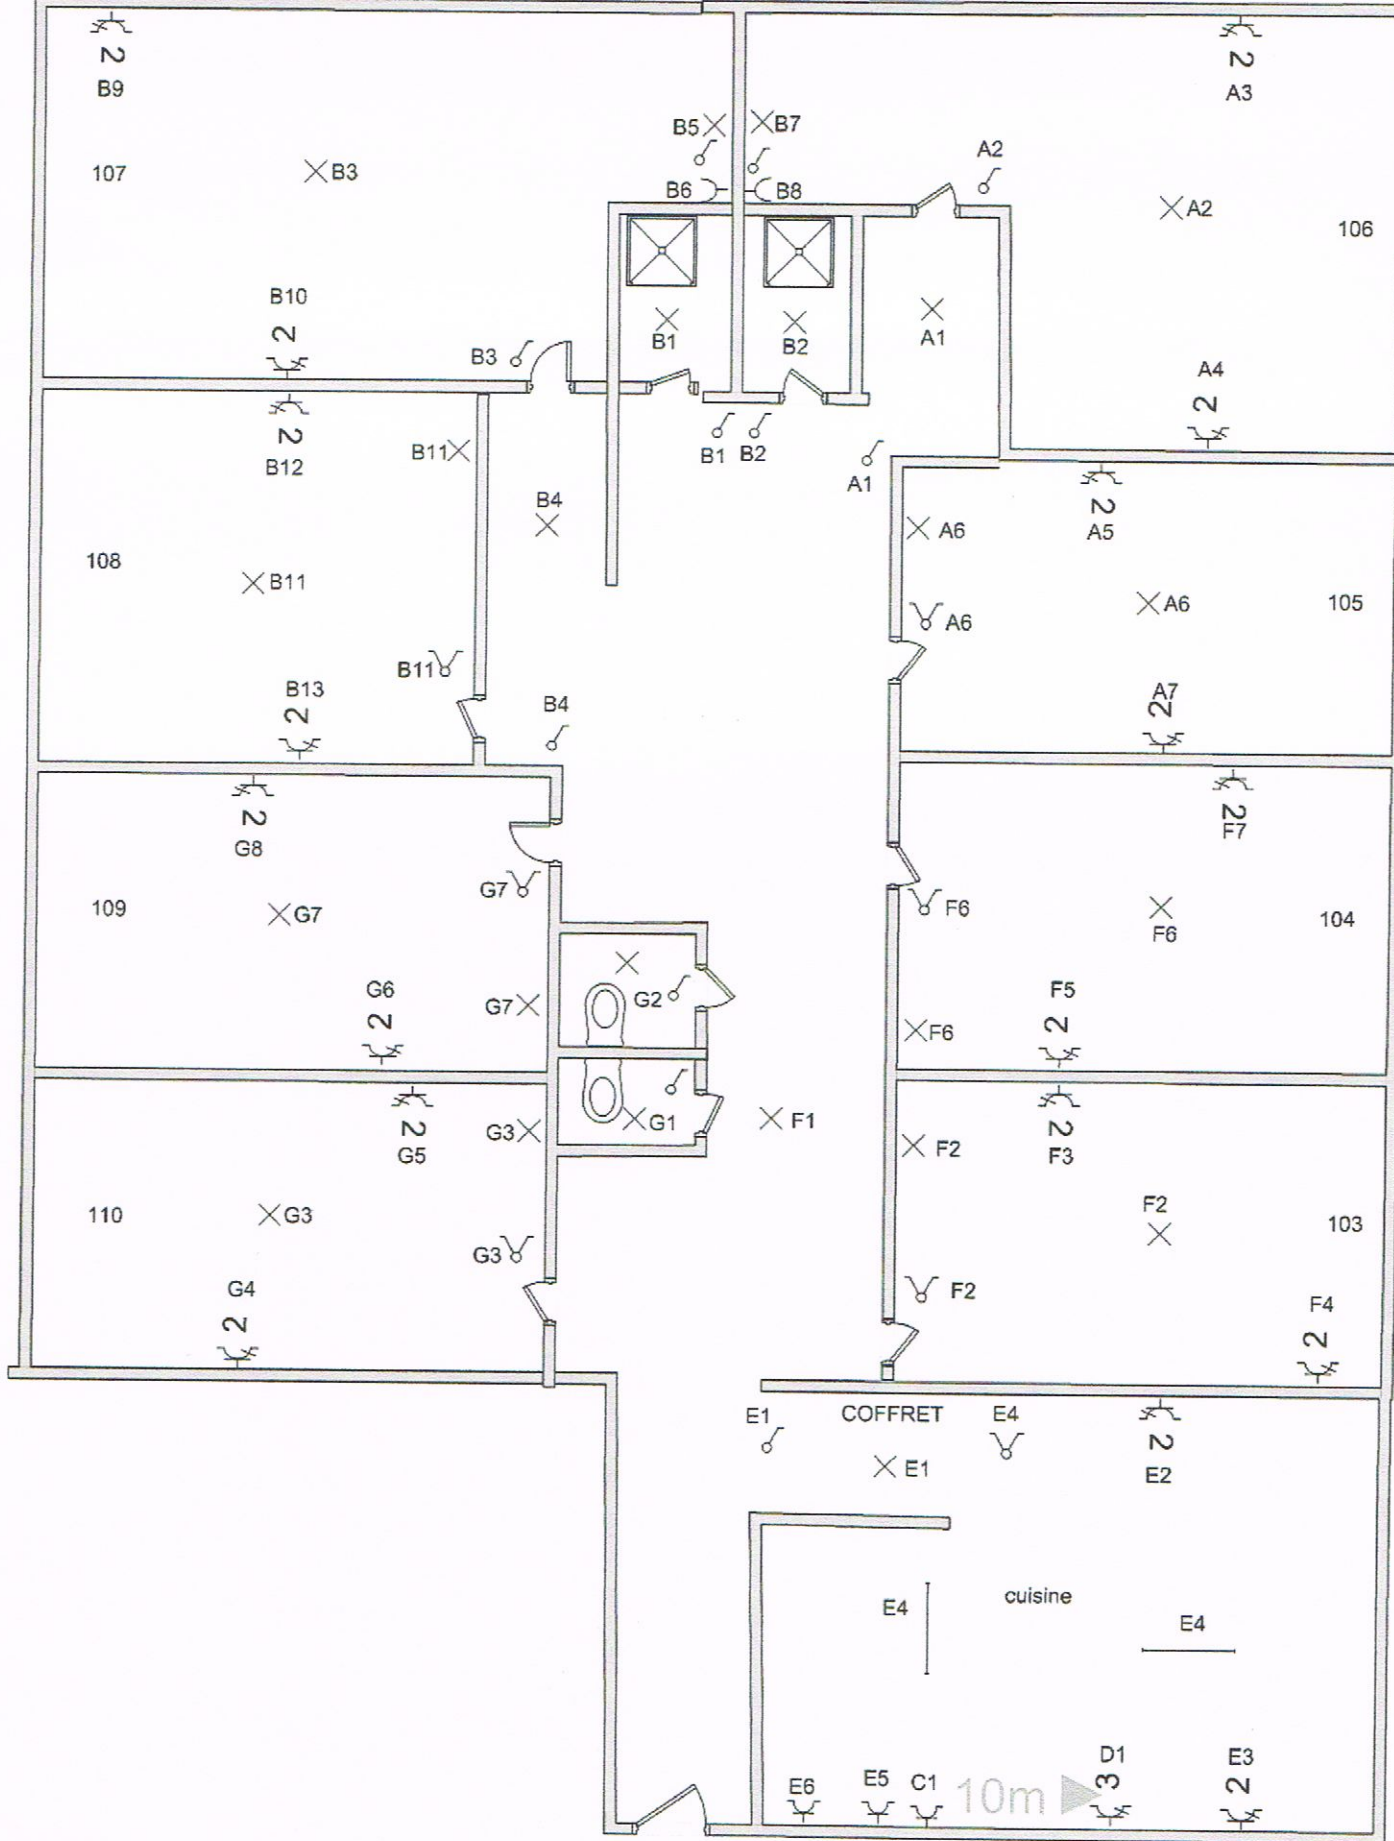 2
B9
107
B3
B5
B7
B6
B8
A2
2
A3
A2
106
B10
2
B3
B1
B2
A1
A4
2
2
B12
B11
B1
B2
A1
B4
108
B11
A6
2
A5
A6
105
A6
B11
B13
2
B4
A7
2
2
G8
G7
109
G7
G6
2
G7
G2
2
F7
F6
F6
104
F5
2
F6
G1
F1
2
G5
G3
110
G3
G3
G4
2
F2
2
F3
F2
103
F2
F4
2
E1
COFFRET
E4
E1
2
E2
cuisine
E4
E4
E6
E5
C1
10m
D1
3
E3
2